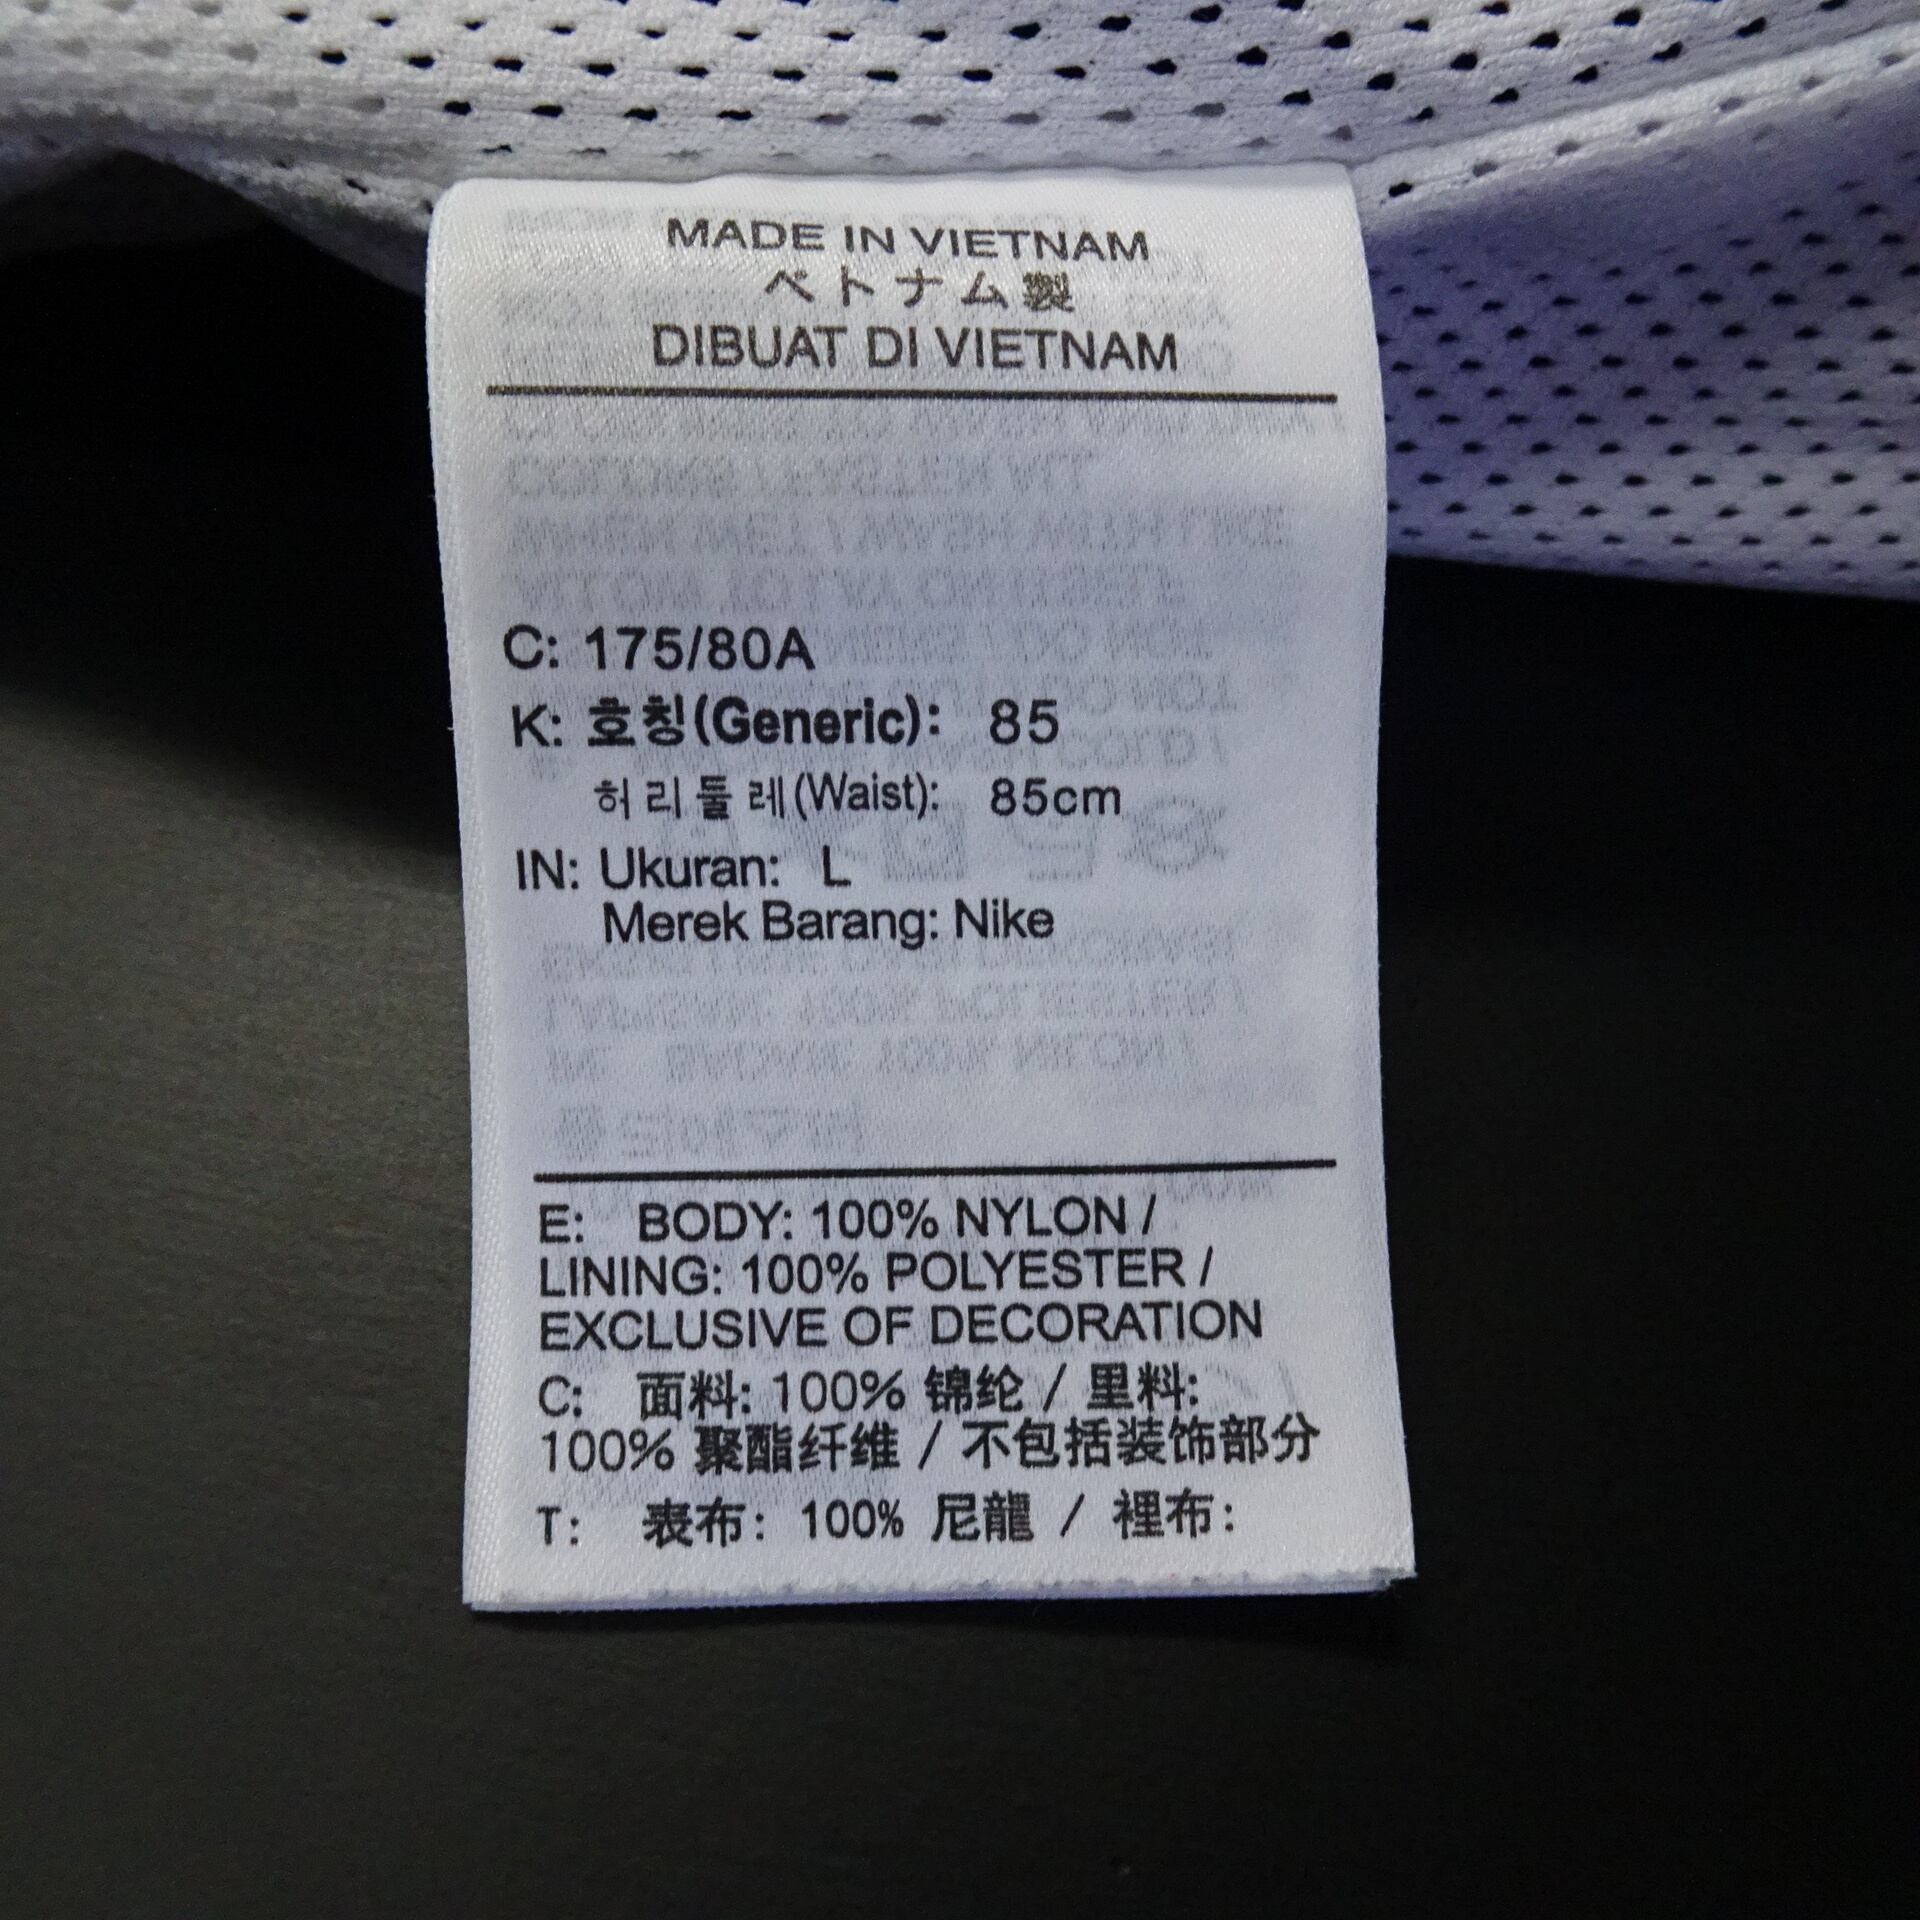 MADE IN VIETNAM
ベトナム製
DIBUAT DI VIETNAM
C: 175/80A
K: 호칭(Generic): 85
허리둘레(Waist): 85cm
IN: Ukuran: L
Merek Barang: Nike
E: BODY: 100% NYLON /
LINING: 100% POLYESTER /
EXCLUSIVE OF DECORATION
C: 面料: 100% 锦纶 / 里料:
100% 聚酯纤维 / 不包括装饰部分
T: 表布: 100% 尼龍 / 裡布: